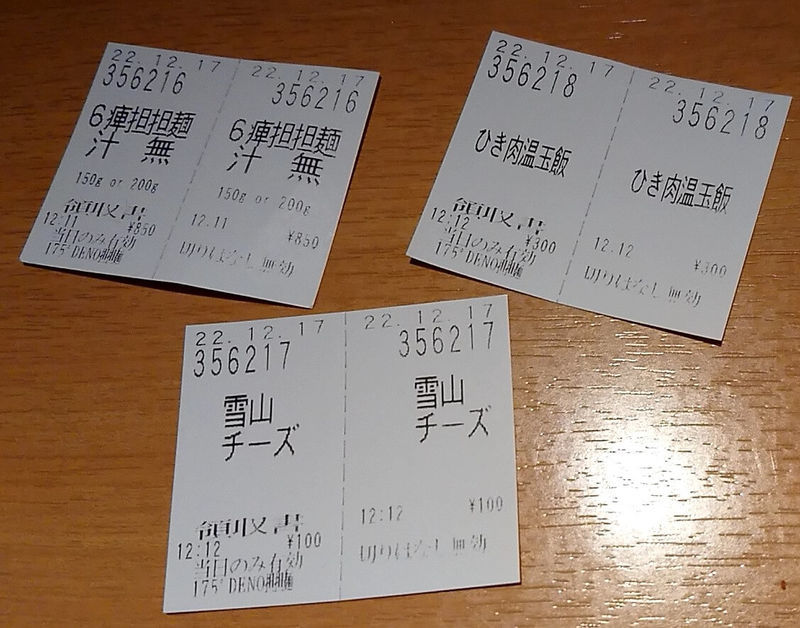 22.12.17
356216
6痺担担麺
汁 無
150g or 200g
領収書
12:11 ¥850
当日のみ有効
175°DENO担担麺
22.12.17
356216
6痺担担麺
汁 無
150g or 200g
12.11 ¥850
切りはなし無効
22.12.17
356218
ひき肉温玉飯
領収書
12:12 ¥300
当日のみ有効
175°DENO担担麺
22.12.17
356218
ひき肉温玉飯
12:12 ¥300
切りはなし無効
22.12.17
356217
雪山
チーズ
領収書
12:12 ¥100
当日のみ有効
175°DENO担担麺
22.12.17
356217
雪山
チーズ
12:12 ¥100
切りはなし無効